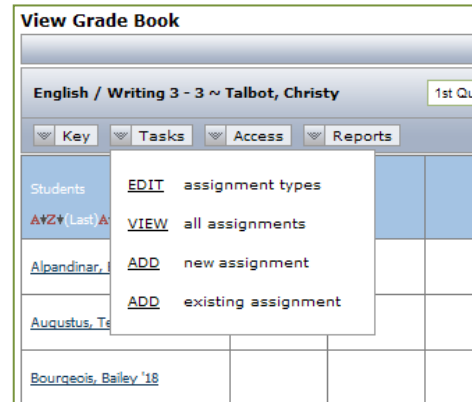 View Grade Book
English / Writing 3 - 3 ~ Talbot, Christy
1st Qu
Key Tasks Access Reports
Students
A Z (Last) A
EDIT assignment types
VIEW all assignments
ADD new assignment
ADD existing assignment
Alpandinar,
Augustus, Te
Bourgeois, Bailey '18